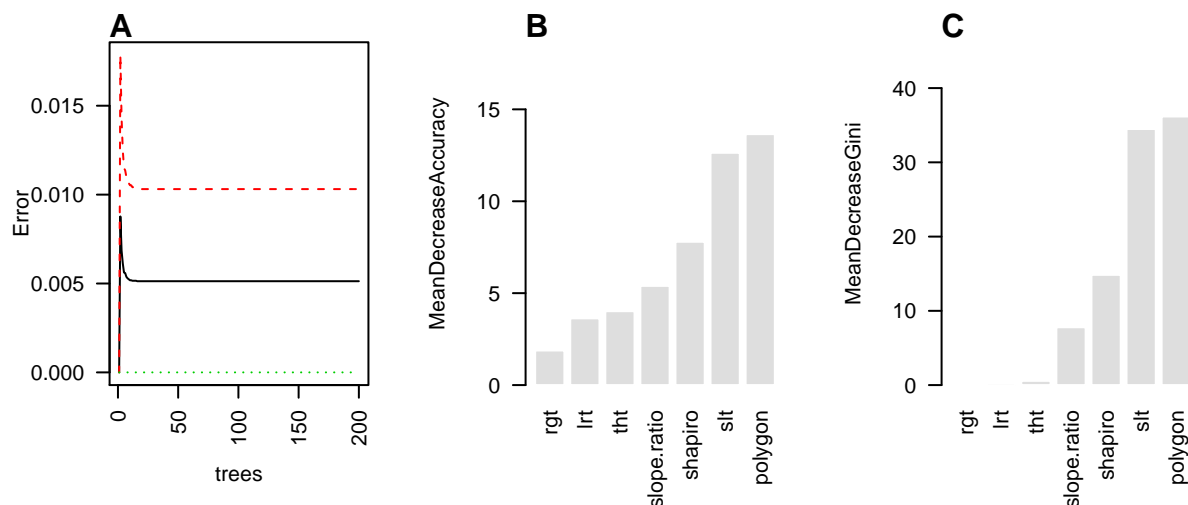 A
Error
0.015
0.010
0.005
0.000
0
50
100
150
200
trees
B
MeanDecreaseAccuracy
15
10
5
0
rgt
lrt
tht
slope.ratio
shapiro
slt
polygon
C
MeanDecreaseGini
40
30
20
10
0
rgt
lrt
tht
slope.ratio
shapiro
slt
polygon